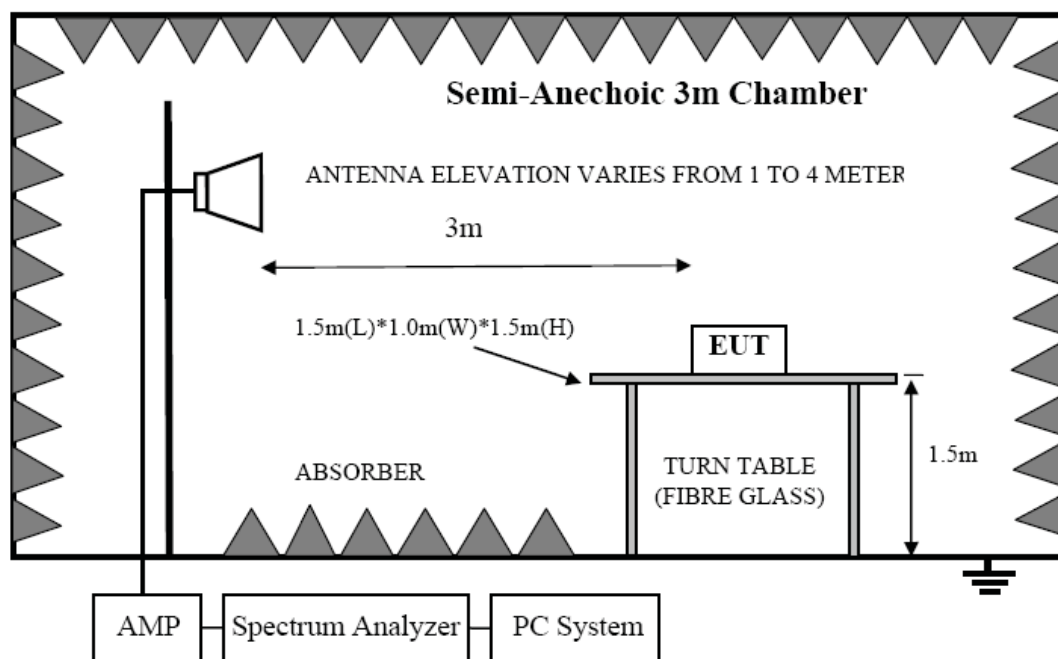 Semi-Anechoic 3m Chamber
ANTENNA ELEVATION VARIES FROM 1 TO 4 METER
3m
1.5m(L)*1.0m(W)*1.5m(H)
EUT
1.5m
ABSORBER
TURN TABLE
(FIBRE GLASS)
AMP
Spectrum Analyzer
PC System